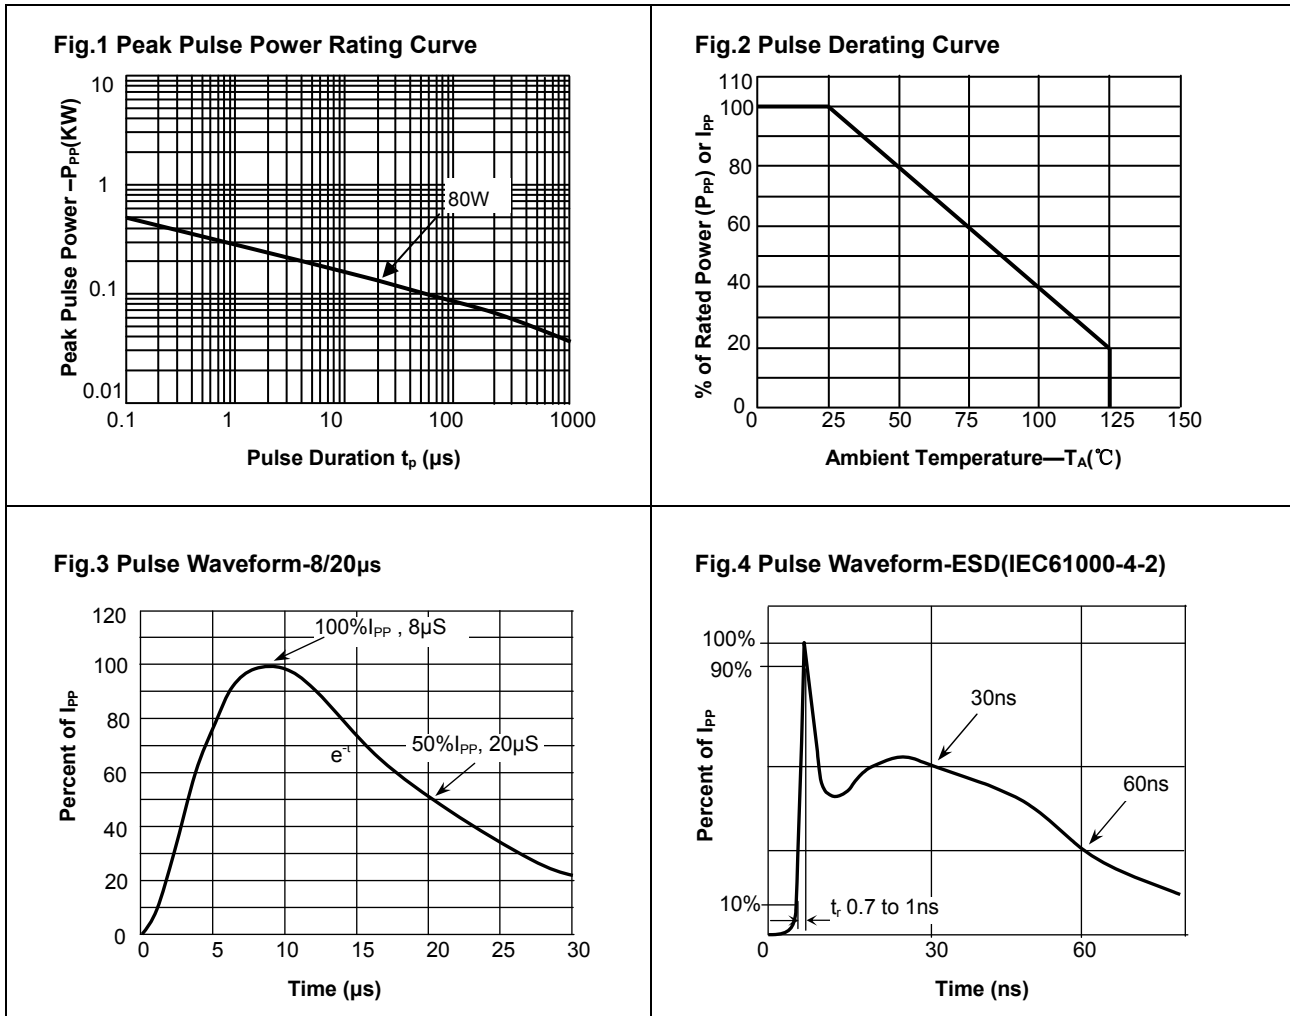 Fig.1 Peak Pulse Power Rating Curve
Peak Pulse Power –PPP(KW)
10
1
0.1
0.01
80W
0.1 1 10 100 1000
Pulse Duration tp (µs)
Fig.2 Pulse Derating Curve
% of Rated Power (PPP) or IPP
110
100
80
60
40
20
0
25 50 75 100 125 150
Ambient Temperature—TA(℃)
Fig.3 Pulse Waveform-8/20µs
Percent of IPP
120
100
80
60
40
20
0
100%IPP , 8µS
e-t
50%IPP, 20µS
0 5 10 15 20 25 30
Time (µs)
Fig.4 Pulse Waveform-ESD(IEC61000-4-2)
Percent of IPP
100%
90%
10%
30ns
60ns
tr 0.7 to 1ns
0 30 60
Time (ns)